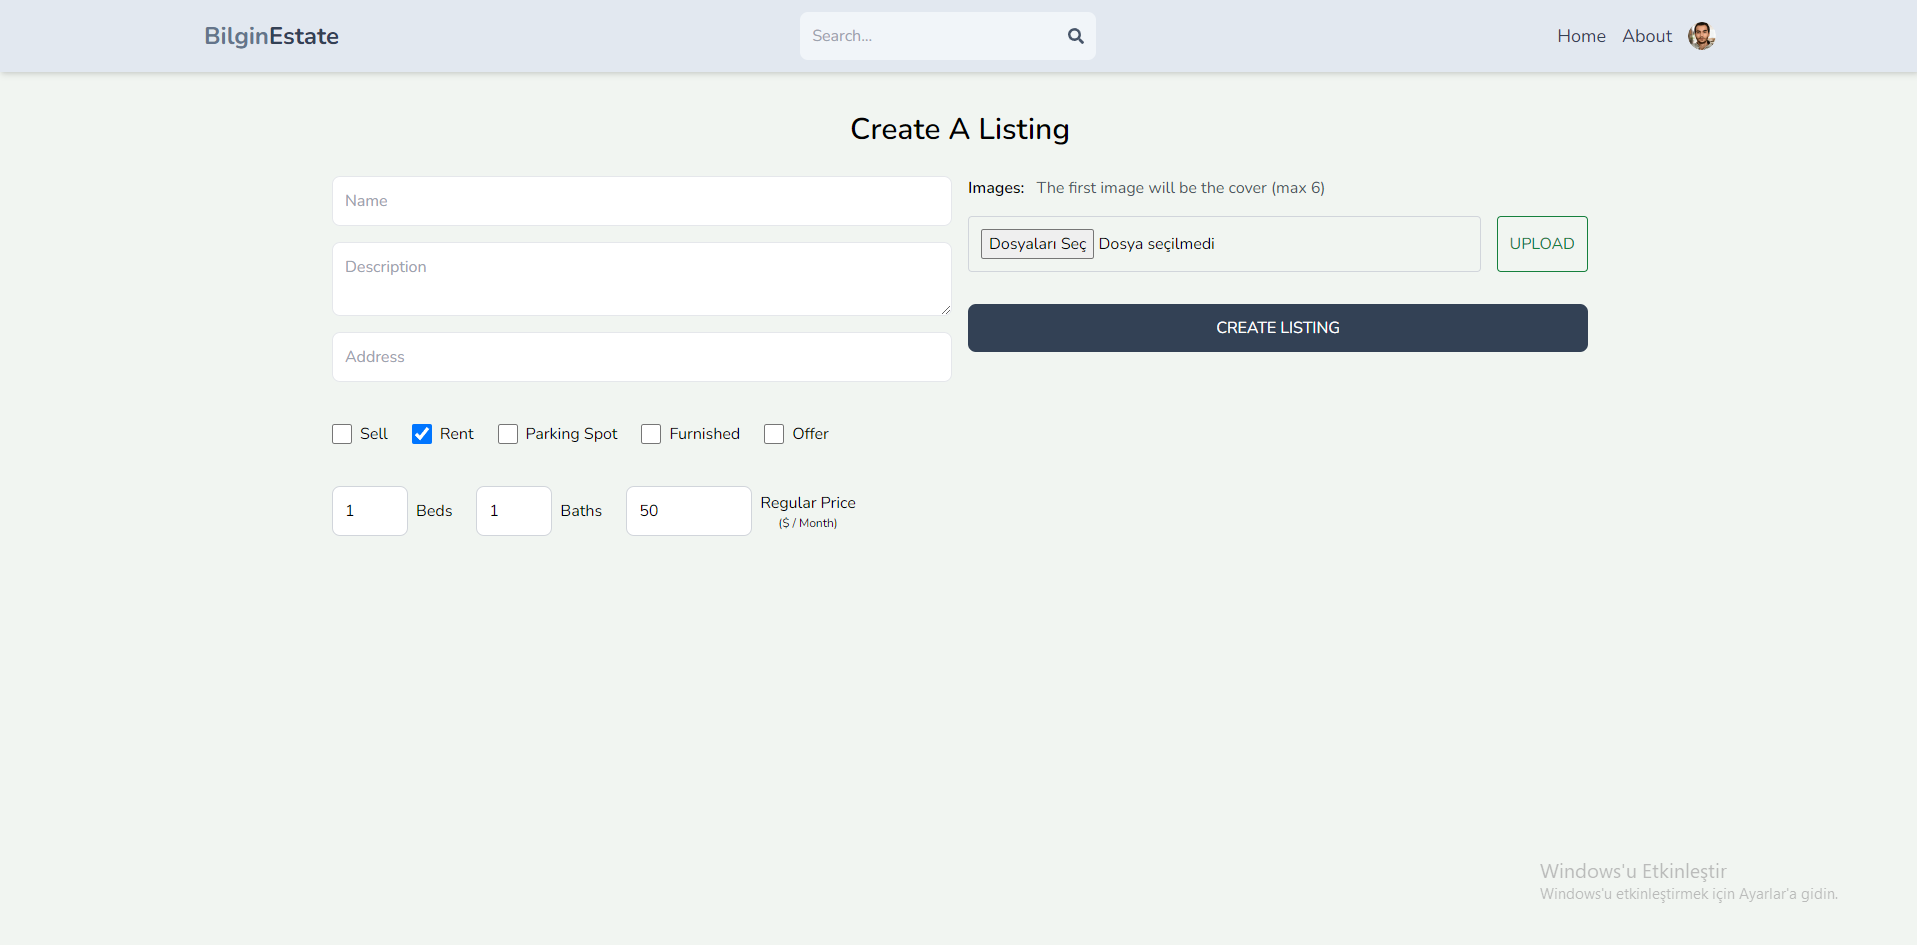 BilginEstate
Search...
Home About
Create A Listing
Name
Description
Address
Sell Rent Parking Spot Furnished Offer
1 Beds 1 Baths 50 Regular Price
($ / Month)
Images: The first image will be the cover (max 6)
Dosyaları Seç Dosya seçilmedi UPLOAD
CREATE LISTING
Windows'u Etkinleştir
Windows'u etkinleştirmek için Ayarlar'a gidin.